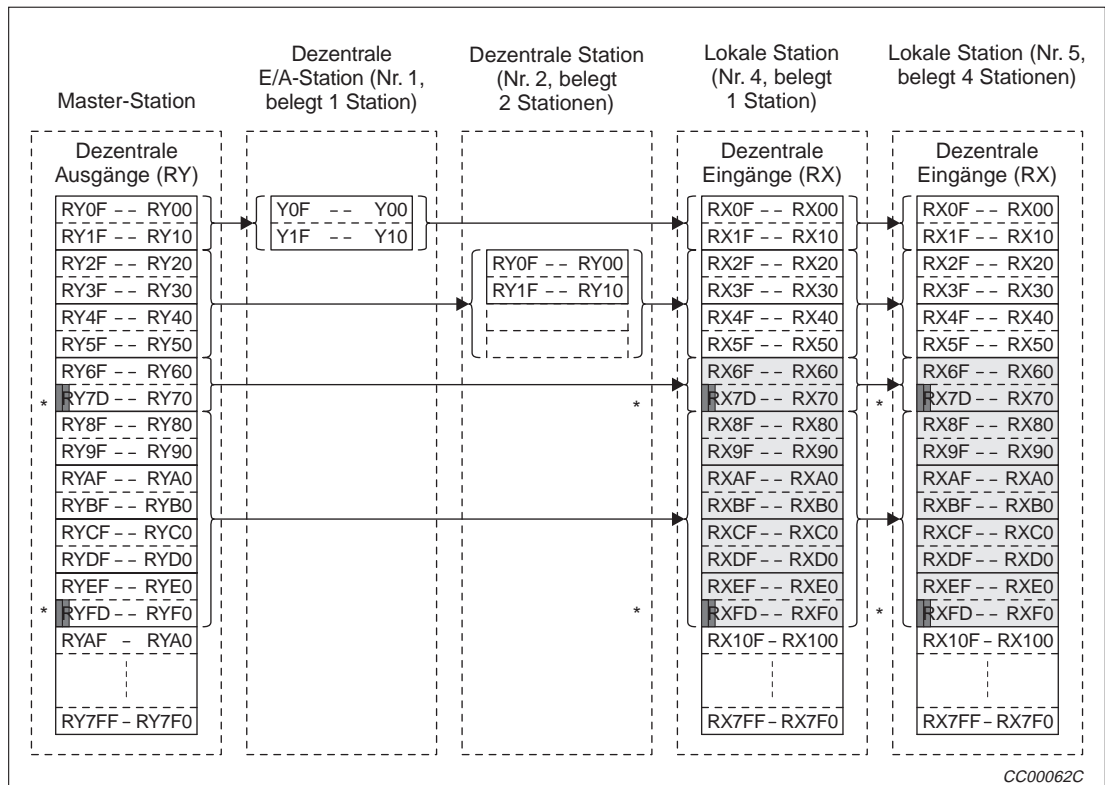 Master-Station
Dezentrale
E/A-Station (Nr. 1,
belegt 1 Station)
Dezentrale Station
(Nr. 2, belegt
2 Stationen)
Lokale Station
(Nr. 4, belegt
1 Station)
Lokale Station (Nr. 5,
belegt 4 Stationen)
Dezentrale
Ausgänge (RY)
RY0F – – RY00
RY1F – – RY10
RY2F – – RY20
RY3F – – RY30
RY4F – – RY40
RY5F – – RY50
RY6F – – RY60
* RY7D – – RY70
RY8F – – RY80
RY9F – – RY90
RYAF – – RYA0
RYBF – – RYB0
RYCF – – RYC0
RYDF – – RYD0
RYEF – – RYE0
* RYFD – – RYF0
RYAF – RYA0
RY7FF – RY7F0
Y0F – – Y00
Y1F – – Y10
RY0F – – RY00
RY1F – – RY10
Dezentrale
Eingänge (RX)
RX0F – – RX00
RX1F – – RX10
RX2F – – RX20
RX3F – – RX30
RX4F – – RX40
RX5F – – RX50
RX6F – – RX60
* RX7D – – RX70
RX8F – – RX80
RX9F – – RX90
RXAF – – RXA0
RXBF – – RXB0
RXCF – – RXC0
RXDF – – RXD0
RXEF – – RXE0
* RXFD – – RXF0
RX10F – RX100
RX7FF – RX7F0
Dezentrale
Eingänge (RX)
RX0F – – RX00
RX1F – – RX10
RX2F – – RX20
RX3F – – RX30
RX4F – – RX40
RX5F – – RX50
RX6F – – RX60
* RX7D – – RX70
RX8F – – RX80
RX9F – – RX90
RXAF – – RXA0
RXBF – – RXB0
RXCF – – RXC0
RXDF – – RXD0
RXEF – – RXE0
* RXFD – – RXF0
RX10F – RX100
RX7FF – RX7F0
CC00062C